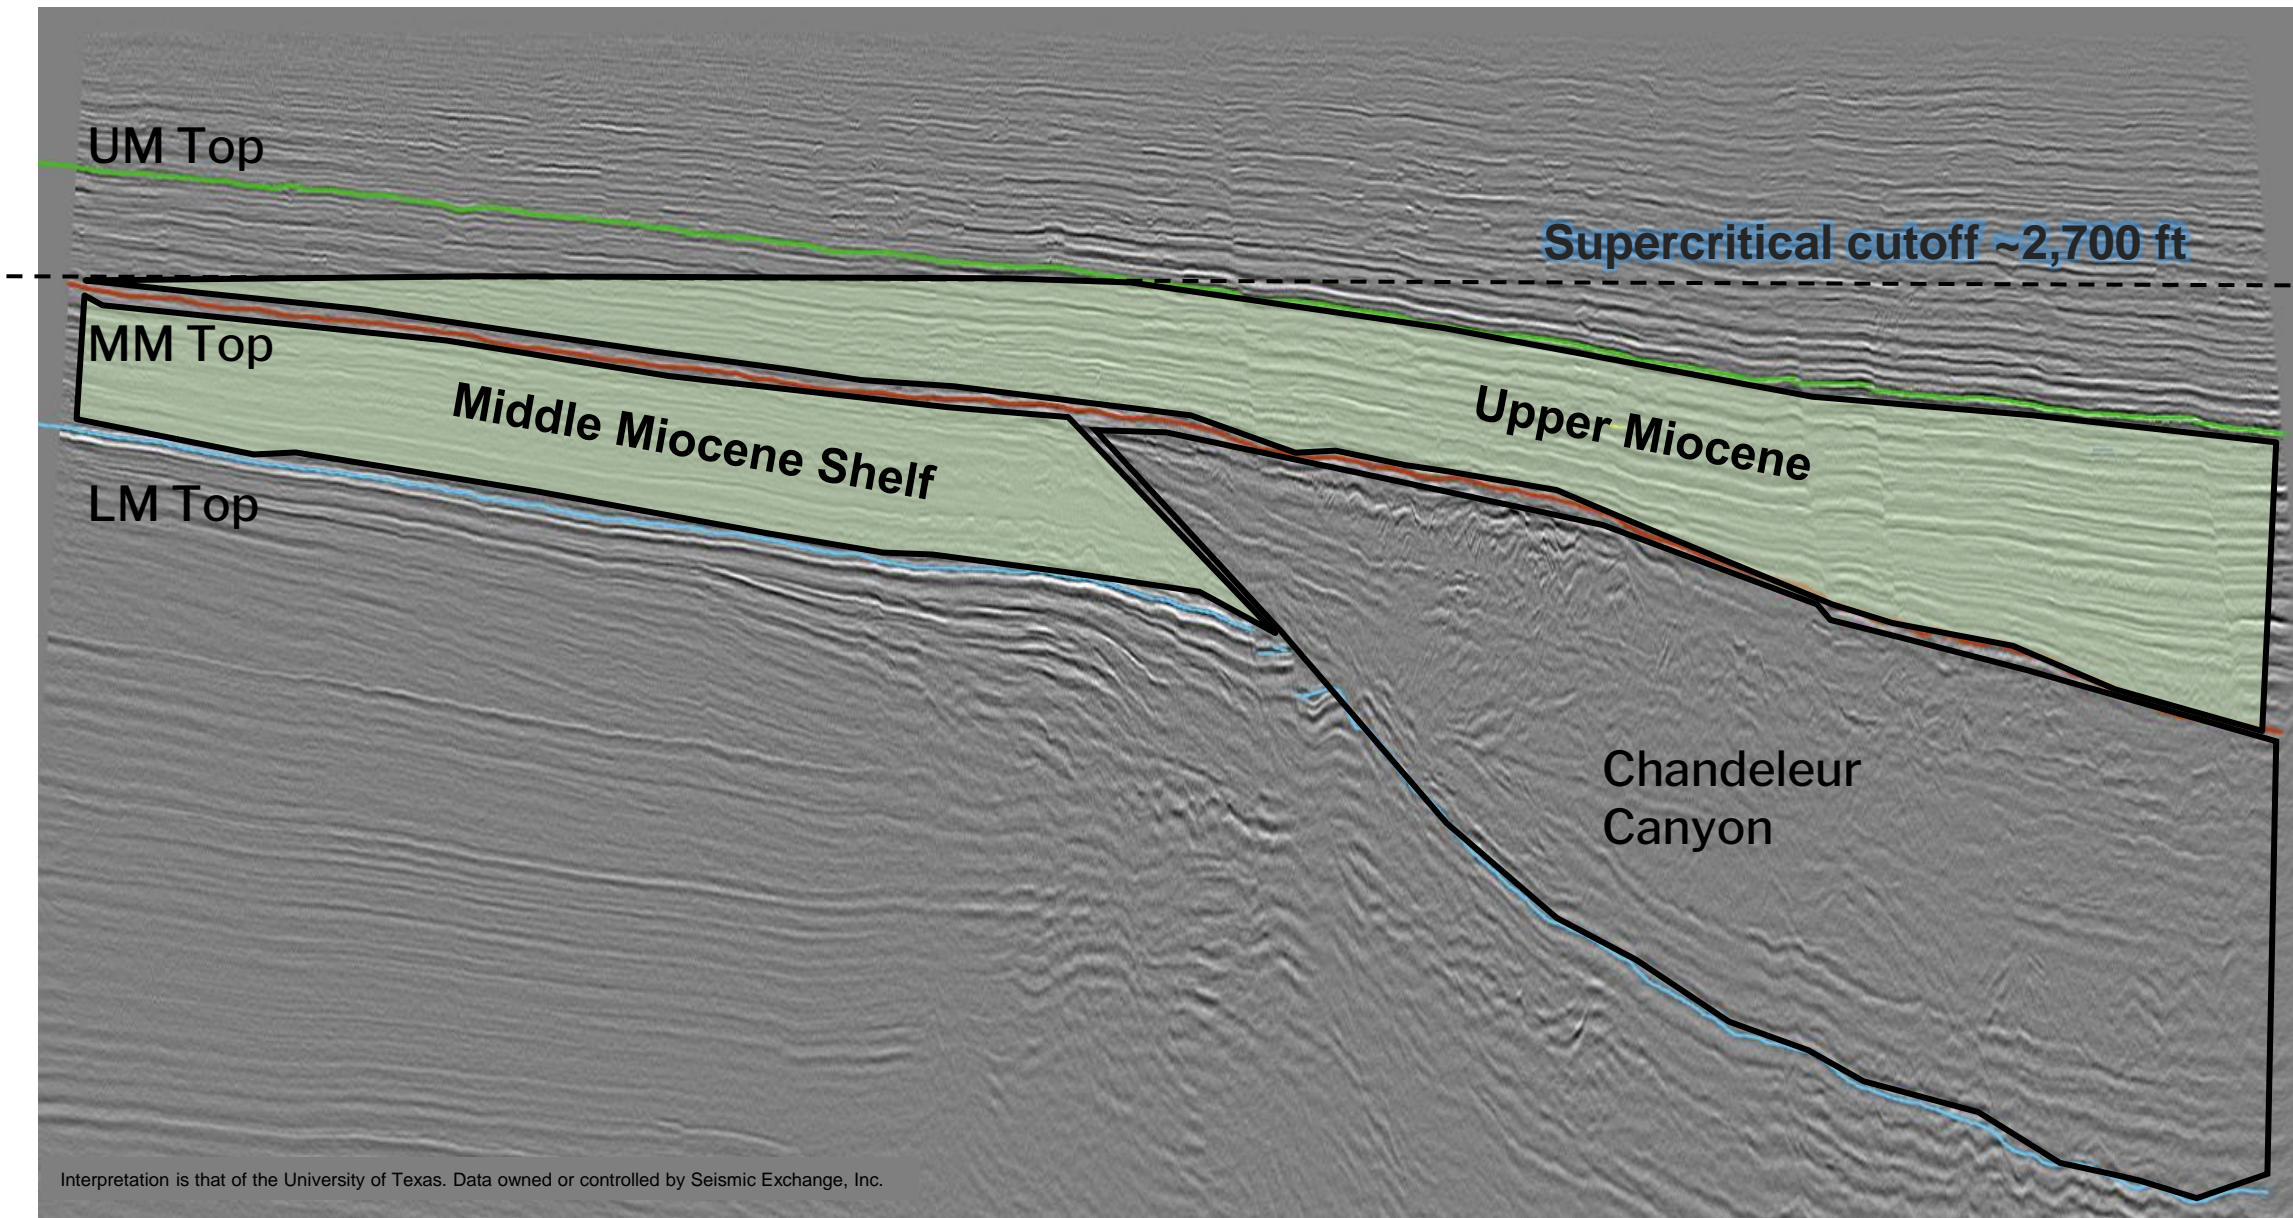 UM Top
Supercritical cutoff ~2,700 ft
MM Top
Middle Miocene Shelf
Upper Miocene
LM Top
Chandeleur
Canyon
Interpretation is that of the University of Texas. Data owned or controlled by Seismic Exchange, Inc.